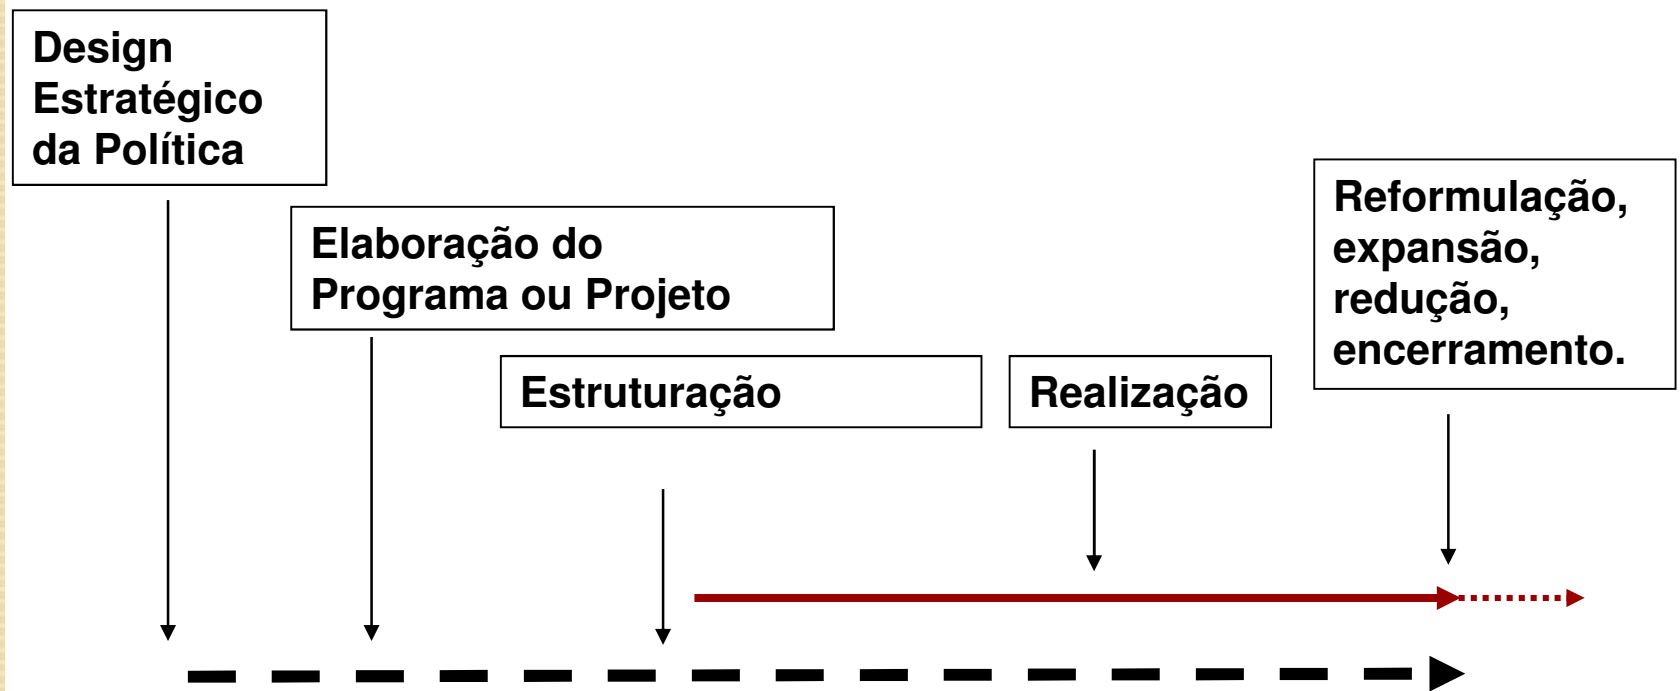 Design
Estratégico
da Política
Elaboração do
Programa ou Projeto
Estruturação
Realização
Reformulação,
expansão,
redução,
encerramento.